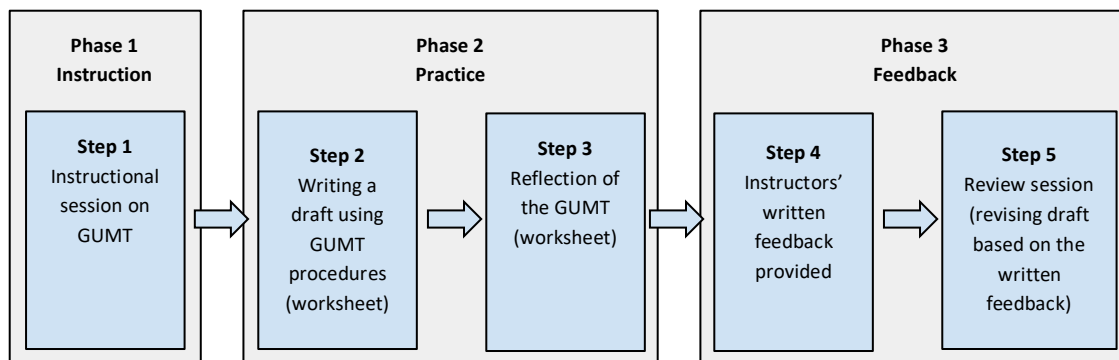 Phase 1
Instruction
Step 1
Instructional
session on
GUMT
Phase 2
Practice
Step 2
Writing a
draft using
GUMT
procedures
(worksheet)
Step 3
Reflection of
the GUMT
(worksheet)
Phase 3
Feedback
Step 4
Instructors’
written
feedback
provided
Step 5
Review session
(revising draft
based on the
written
feedback)